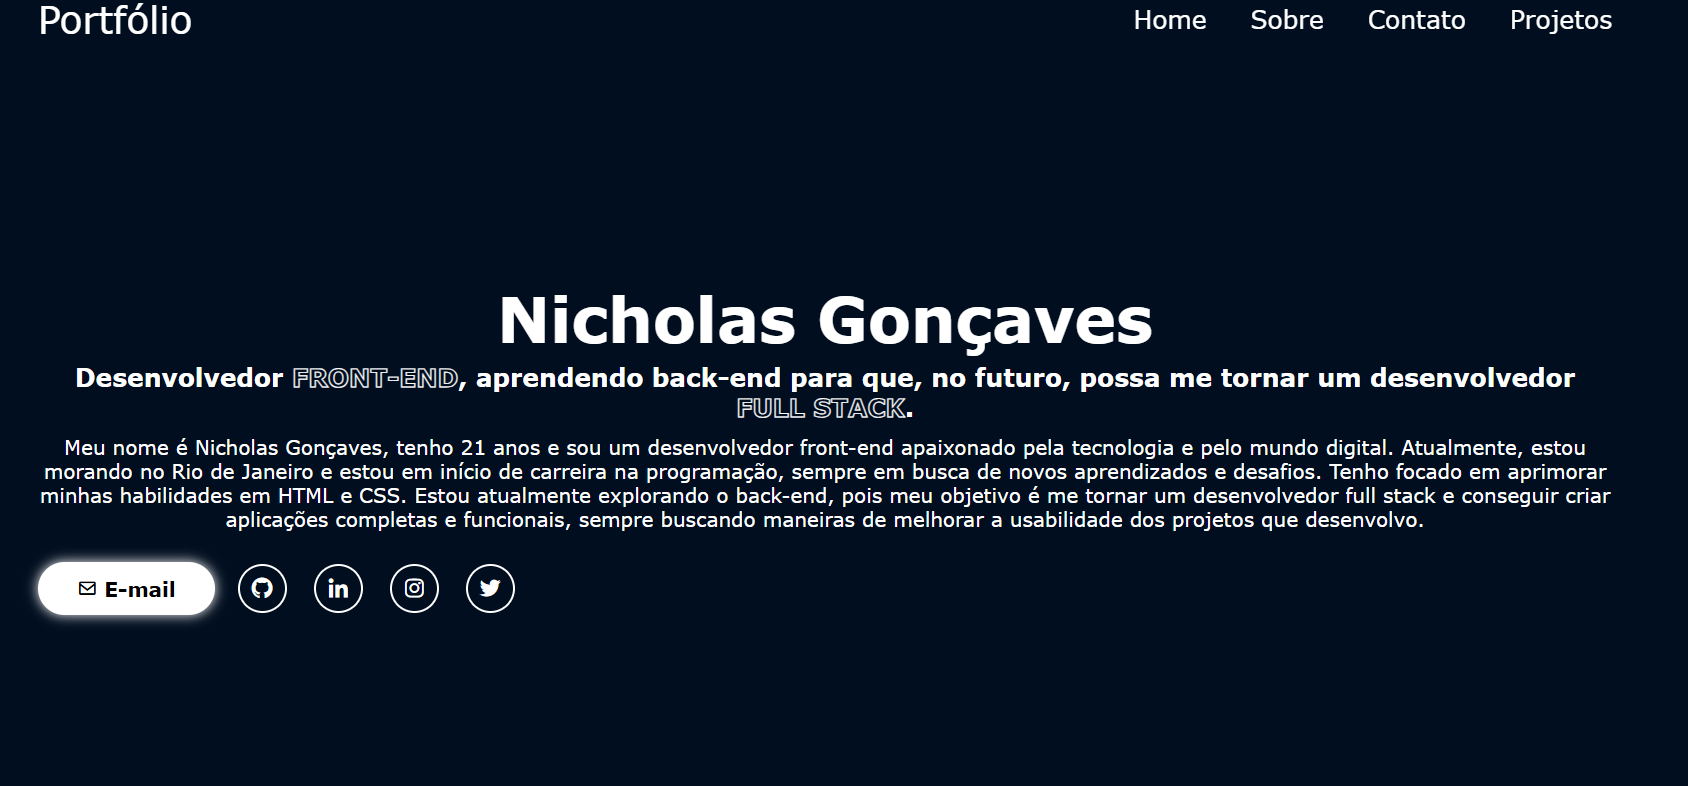 Portfólio
Home Sobre Contato Projetos
Nicholas Gonçaves
Desenvolvedor FRONT-END, aprendendo back-end para que, no futuro, possa me tornar um desenvolvedor
FULL STACK.
Meu nome é Nicholas Gonçaves, tenho 21 anos e sou um desenvolvedor front-end apaixonado pela tecnologia e pelo mundo digital. Atualmente, estou
morando no Rio de Janeiro e estou em início de carreira na programação, sempre em busca de novos aprendizados e desafios. Tenho focado em aprimorar
minhas habilidades em HTML e CSS. Estou atualmente explorando o back-end, pois meu objetivo é me tornar um desenvolvedor full stack e conseguir criar
aplicações completas e funcionais, sempre buscando maneiras de melhorar a usabilidade dos projetos que desenvolvo.
E-mail
in